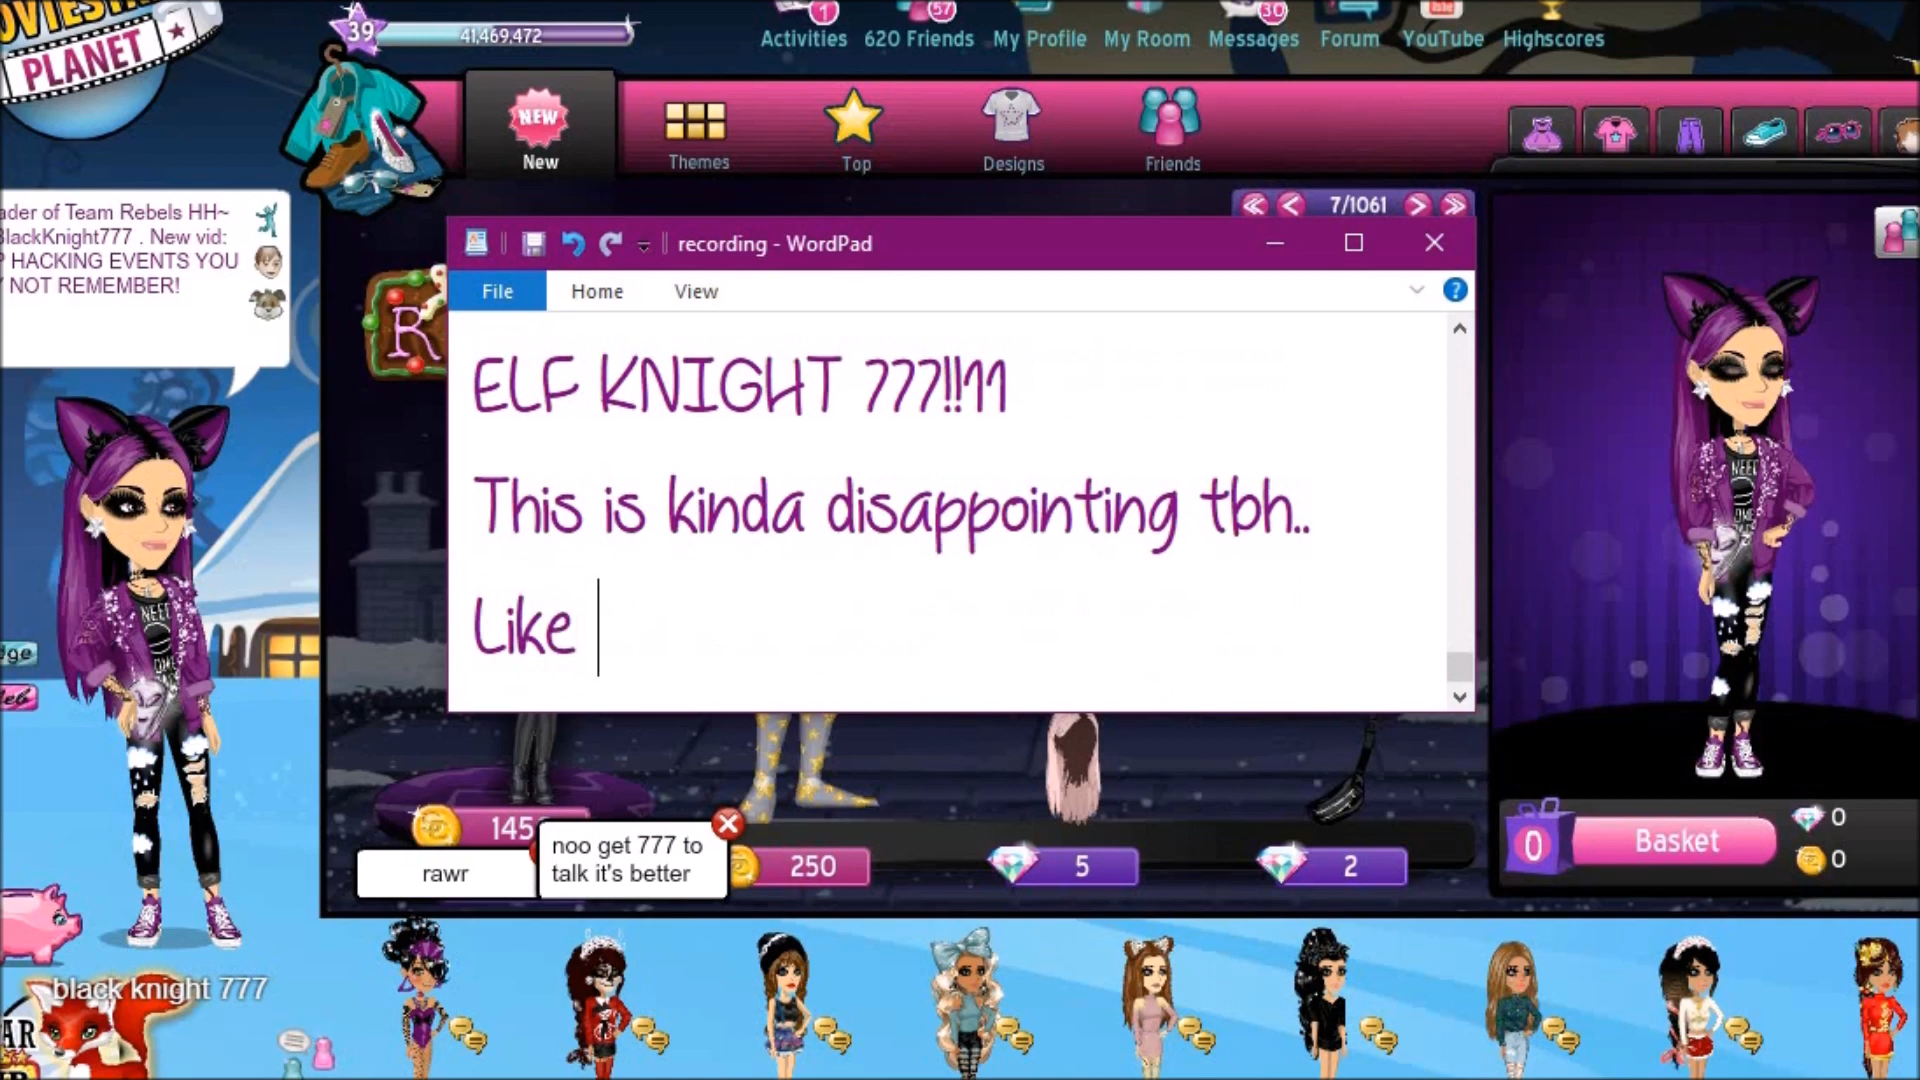 PLANET
39
41,469,472
1
57
30
Activities
620 Friends
My Profile
My Room
Messages
Forum
YouTube
Highscores
NEW
New
Themes
Top
Designs
Friends
7/1061
ader of Team Rebels HH~
lackKnight777 . New vid:
HACKING EVENTS YOU
NOT REMEMBER!
recording - WordPad
File
Home
View
?
R
ELF KNIGHT 777!!11
This is kinda disappointing tbh..
Like
NEED
NEED
rawr
noo get 777 to
talk it's better
145
250
5
2
0
Basket
0
0
black knight 777